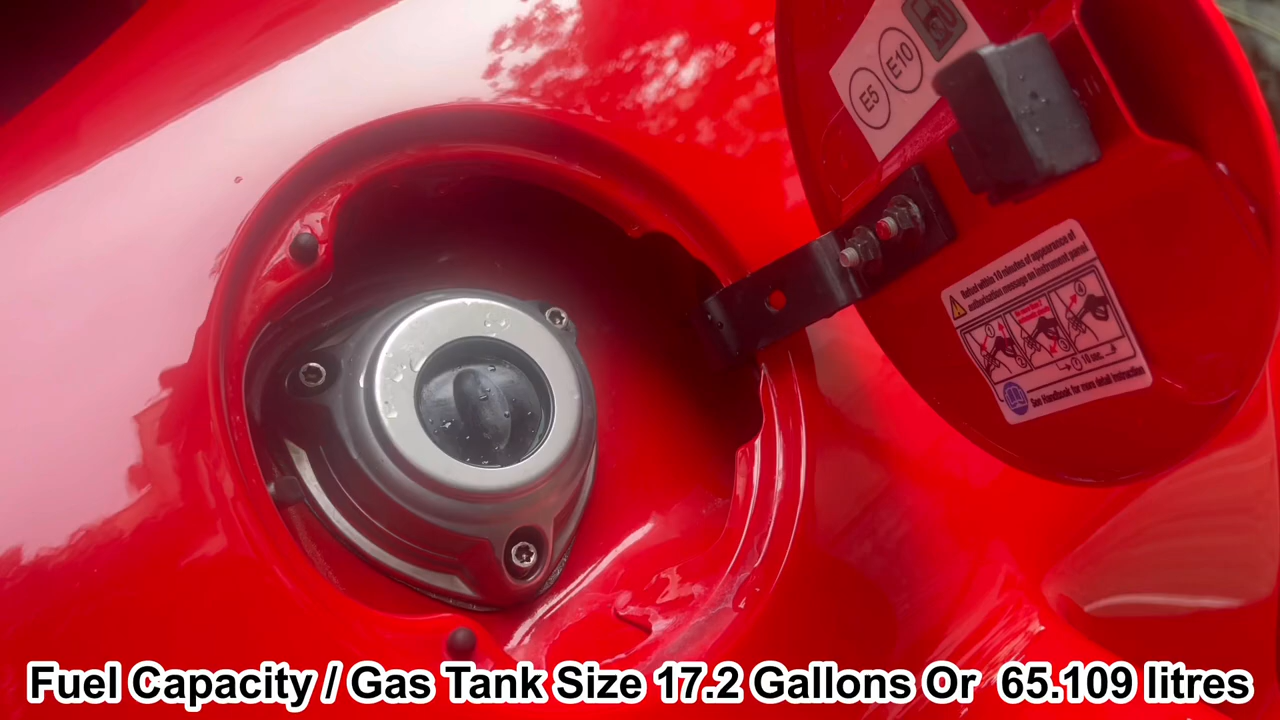 E5
E10
Refuel within 10 minutes of appearance of
authorisation message on instrument panel
10 sec.
See Handbook for more detail instruction
Fuel Capacity / Gas Tank Size 17.2 Gallons Or 65.109 litres